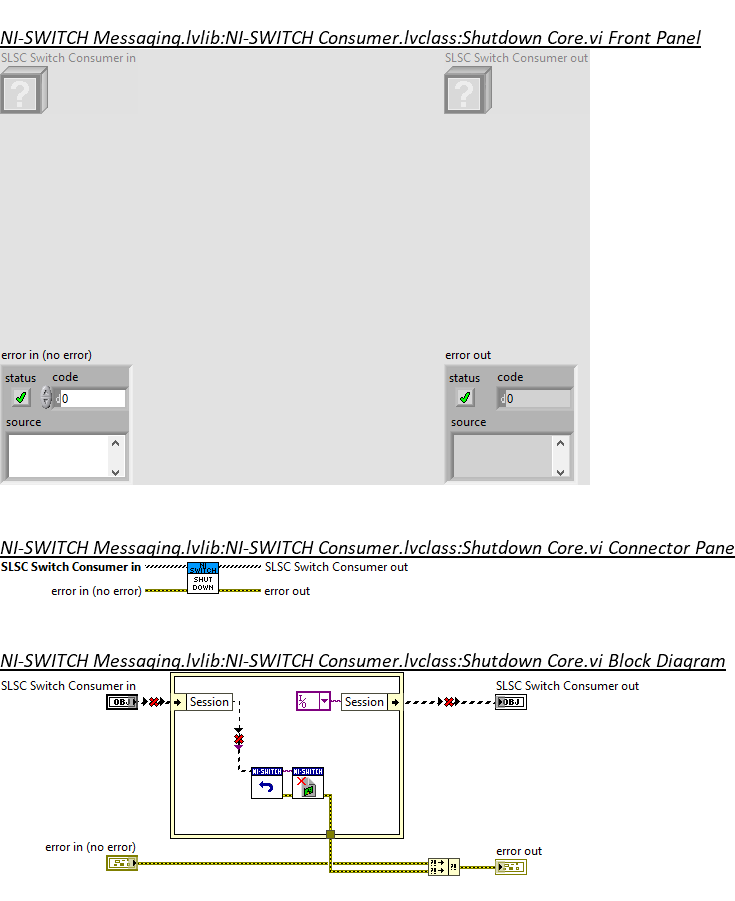 NI-SWITCH Messaging.lvlib:NI-SWITCH Consumer.lvclass:Shutdown Core.vi Front Panel
SLSC Switch Consumer in
SLSC Switch Consumer out
?
?
error in (no error)
error out
status code
status code
d 0
d 0
source
source
NI-SWITCH Messaging.lvlib:NI-SWITCH Consumer.lvclass:Shutdown Core.vi Connector Pane
SLSC Switch Consumer in
NI
SWITCH
SLSC Switch Consumer out
SHUT
DOWN
error in (no error)
error out
NI-SWITCH Messaging.lvlib:NI-SWITCH Consumer.lvclass:Shutdown Core.vi Block Diagram
SLSC Switch Consumer in
SLSC Switch Consumer out
OBJ
Session
I/O
Session
OBJ
NI-SWITCH
NI-SWITCH
error in (no error)
error out
?!
?!
?!